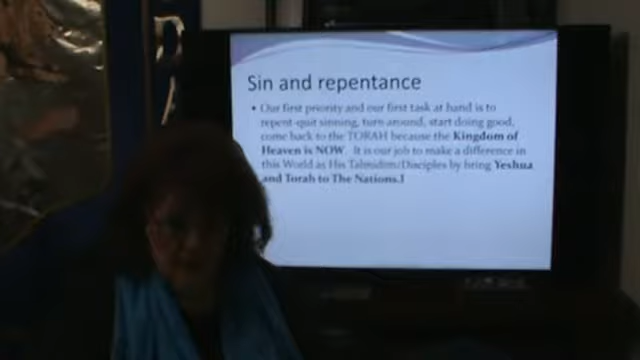 Sin and repentance
• Our first priority and our first task at hand is to
repent-quit sinning, turn around, start doing good,
come back to the TORAH because the Kingdom of
Heaven is NOW. It is our job to make a difference in
this World as His Talmidim/Disciples by bring Yeshua
and Torah to The Nations.